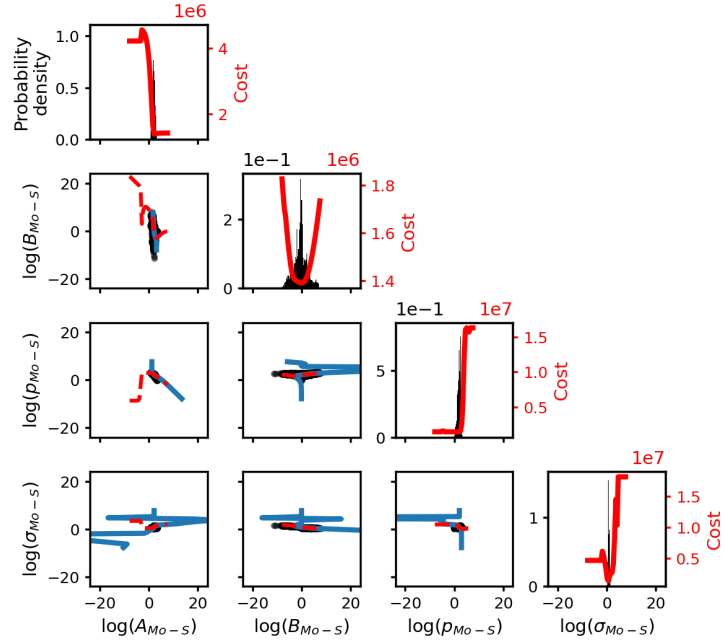 1e6
1.0
0.5
0.0
Probability
density
4
2
Cost
1e−1
1e6
20
0
−20
log(B_{Mo−S})
2
0
1.8
1.6
1.4
Cost
1e−1
1e7
20
0
−20
log(p_{Mo−S})
5
0
1.5
1.0
0.5
Cost
1e7
20
0
−20
log(σ_{Mo−S})
1
0
1.5
1.0
0.5
Cost
−20 0 20
−20 0 20
−20 0 20
−20 0 20
log(A_{Mo−S})
log(B_{Mo−S})
log(p_{Mo−S})
log(σ_{Mo−S})